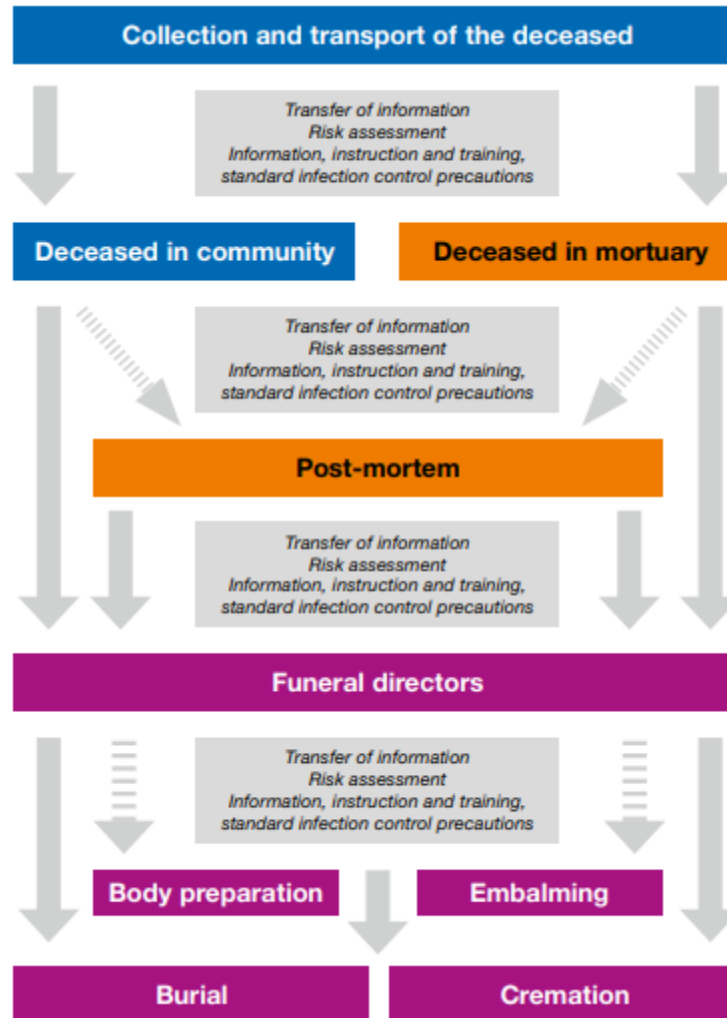 Collection and transport of the deceased
Transfer of information
Risk assessment
Information, instruction and training,
standard infection control precautions
Deceased in community
Deceased in mortuary
Transfer of information
Risk assessment
Information, instruction and training,
standard infection control precautions
Post-mortem
Transfer of information
Risk assessment
Information, instruction and training,
standard infection control precautions
Funeral directors
Transfer of information
Risk assessment
Information, instruction and training,
standard infection control precautions
Body preparation
Embalming
Burial
Cremation